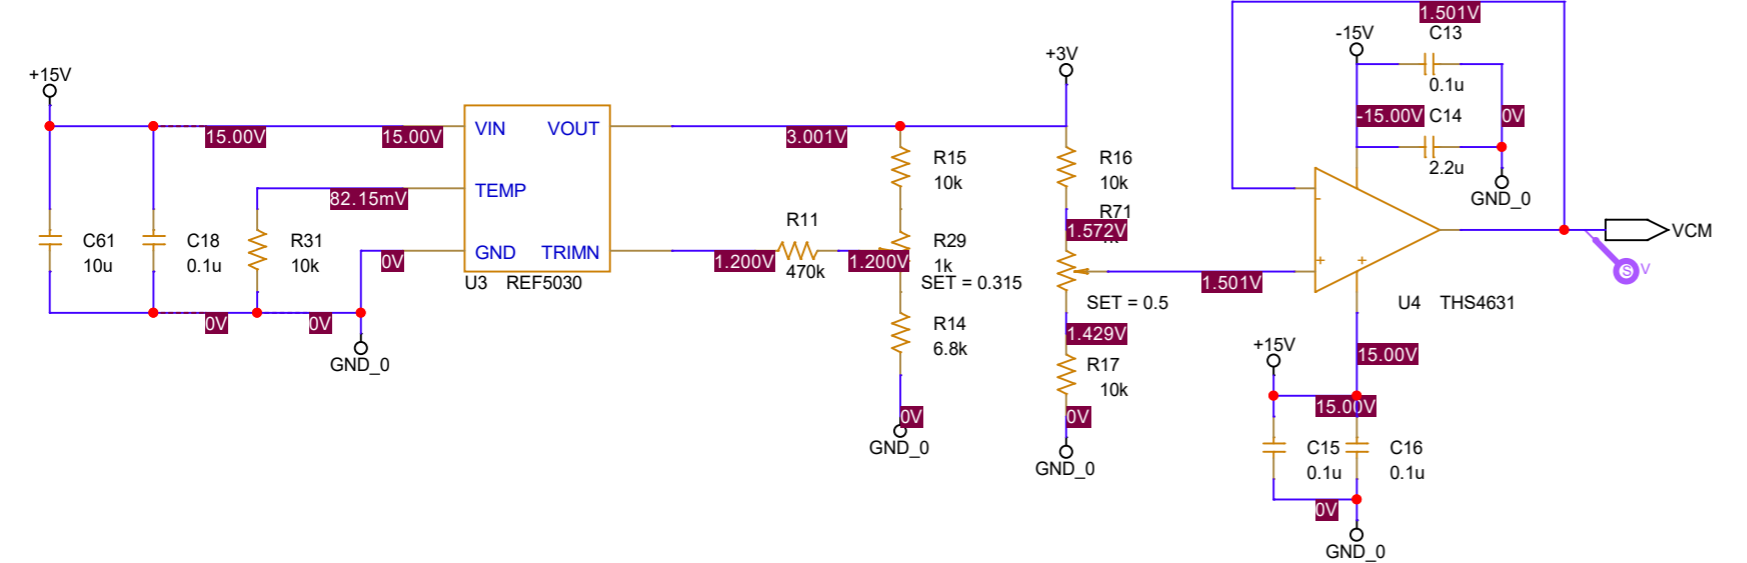 +15V
15.00V
15.00V
VIN
VOUT
TEMP
GND
TRIMN
U3
REF5030
82.15mV
0V
C61
10u
C18
0.1u
R31
10k
0V
0V
GND_0
3.001V
R11
470k
1.200V
1.200V
R15
10k
R29
1k
SET = 0.315
R14
6.8k
0V
GND_0
+3V
R16
10k
R71
1.572V
SET = 0.5
1.429V
R17
10k
0V
GND_0
1.501V
1.501V
-15V
C13
0.1u
-15.00V
C14
2.2u
0V
GND_0
-
+
+
U4
THS4631
VCM
S
V
15.00V
+15V
15.00V
C15
0.1u
C16
0.1u
0V
GND_0